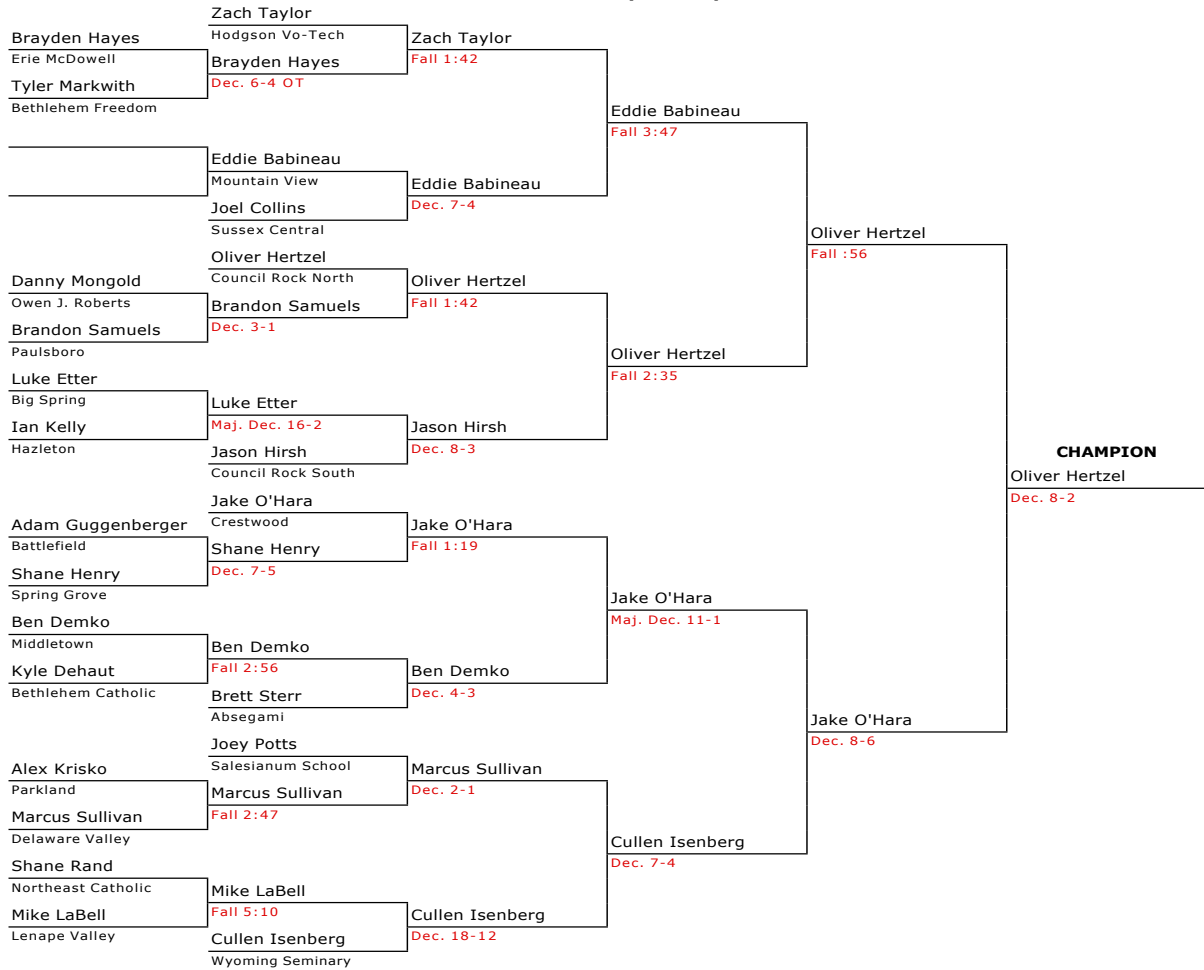 Zach Taylor
Brayden Hayes
Hodgson Vo-Tech
Zach Taylor
Erie McDowell
Brayden Hayes
Fall 1:42
Tyler Markwith
Dec. 6-4 OT
Bethlehem Freedom
Eddie Babineau
Fall 3:47
Eddie Babineau
Mountain View
Eddie Babineau
Joel Collins
Dec. 7-4
Sussex Central
Oliver Hertzel
Fall :56
Oliver Hertzel
Danny Mongold
Council Rock North
Oliver Hertzel
Owen J. Roberts
Brandon Samuels
Fall 1:42
Brandon Samuels
Dec. 3-1
Paulsboro
Oliver Hertzel
Fall 2:35
Luke Etter
Big Spring
Luke Etter
Ian Kelly
Maj. Dec. 16-2
Jason Hirsh
Hazleton
Jason Hirsh
Dec. 8-3
Council Rock South
CHAMPION
Oliver Hertzel
Dec. 8-2
Jake O'Hara
Adam Guggenberger
Crestwood
Jake O'Hara
Battlefield
Shane Henry
Fall 1:19
Shane Henry
Dec. 7-5
Spring Grove
Jake O'Hara
Maj. Dec. 11-1
Ben Demko
Middletown
Ben Demko
Kyle Dehaut
Fall 2:56
Ben Demko
Bethlehem Catholic
Brett Sterr
Dec. 4-3
Absegami
Jake O'Hara
Dec. 8-6
Joey Potts
Alex Krisko
Salesianum School
Marcus Sullivan
Parkland
Marcus Sullivan
Dec. 2-1
Marcus Sullivan
Fall 2:47
Delaware Valley
Cullen Isenberg
Dec. 7-4
Shane Rand
Northeast Catholic
Mike LaBell
Mike LaBell
Fall 5:10
Cullen Isenberg
Lenape Valley
Cullen Isenberg
Dec. 18-12
Wyoming Seminary